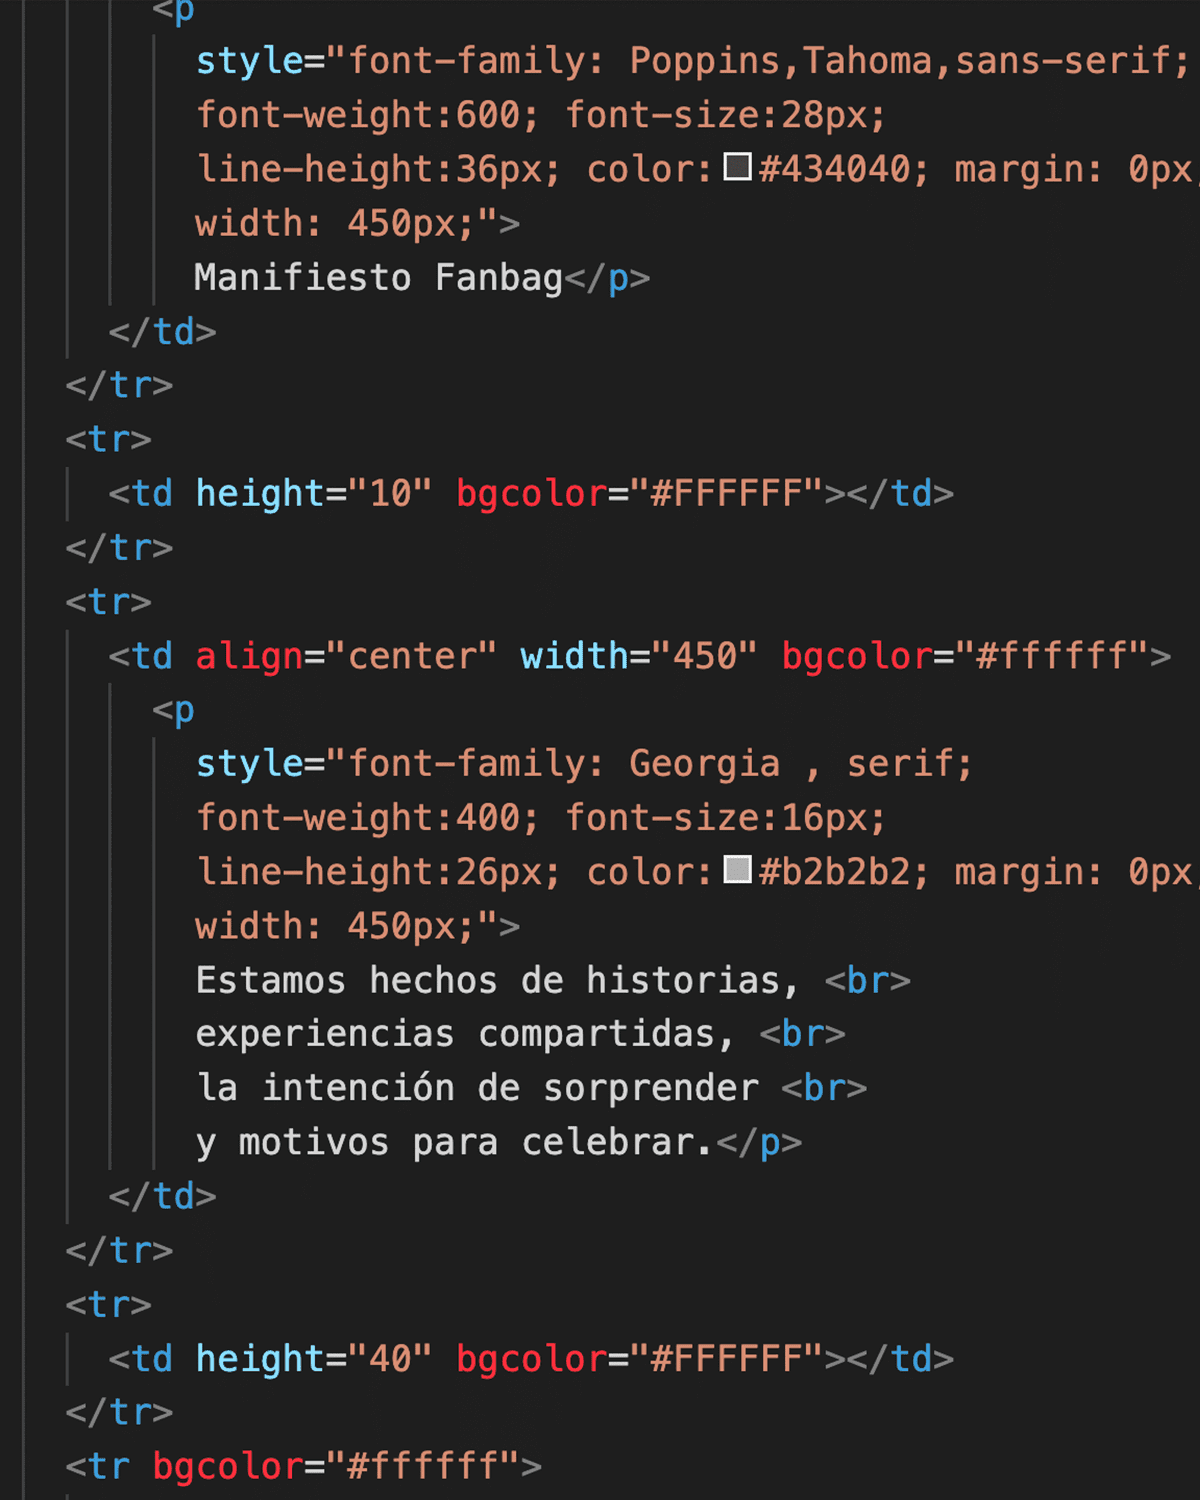 <p
style="font-family: Poppins,Tahoma,sans-serif;
font-weight:600; font-size:28px;
line-height:36px; color:#434040; margin: 0px;
width: 450px;">
Manifiesto Fanbag</p>
</td>
</tr>
<tr>
<td height="10" bgcolor="#FFFFFF"></td>
</tr>
<tr>
<td align="center" width="450" bgcolor="#ffffff">
<p
style="font-family: Georgia , serif;
font-weight:400; font-size:16px;
line-height:26px; color:#b2b2b2; margin: 0px;
width: 450px;">
Estamos hechos de historias, <br>
experiencias compartidas, <br>
la intención de sorprender <br>
y motivos para celebrar.</p>
</td>
</tr>
<tr>
<td height="40" bgcolor="#FFFFFF"></td>
</tr>
<tr bgcolor="#ffffff">